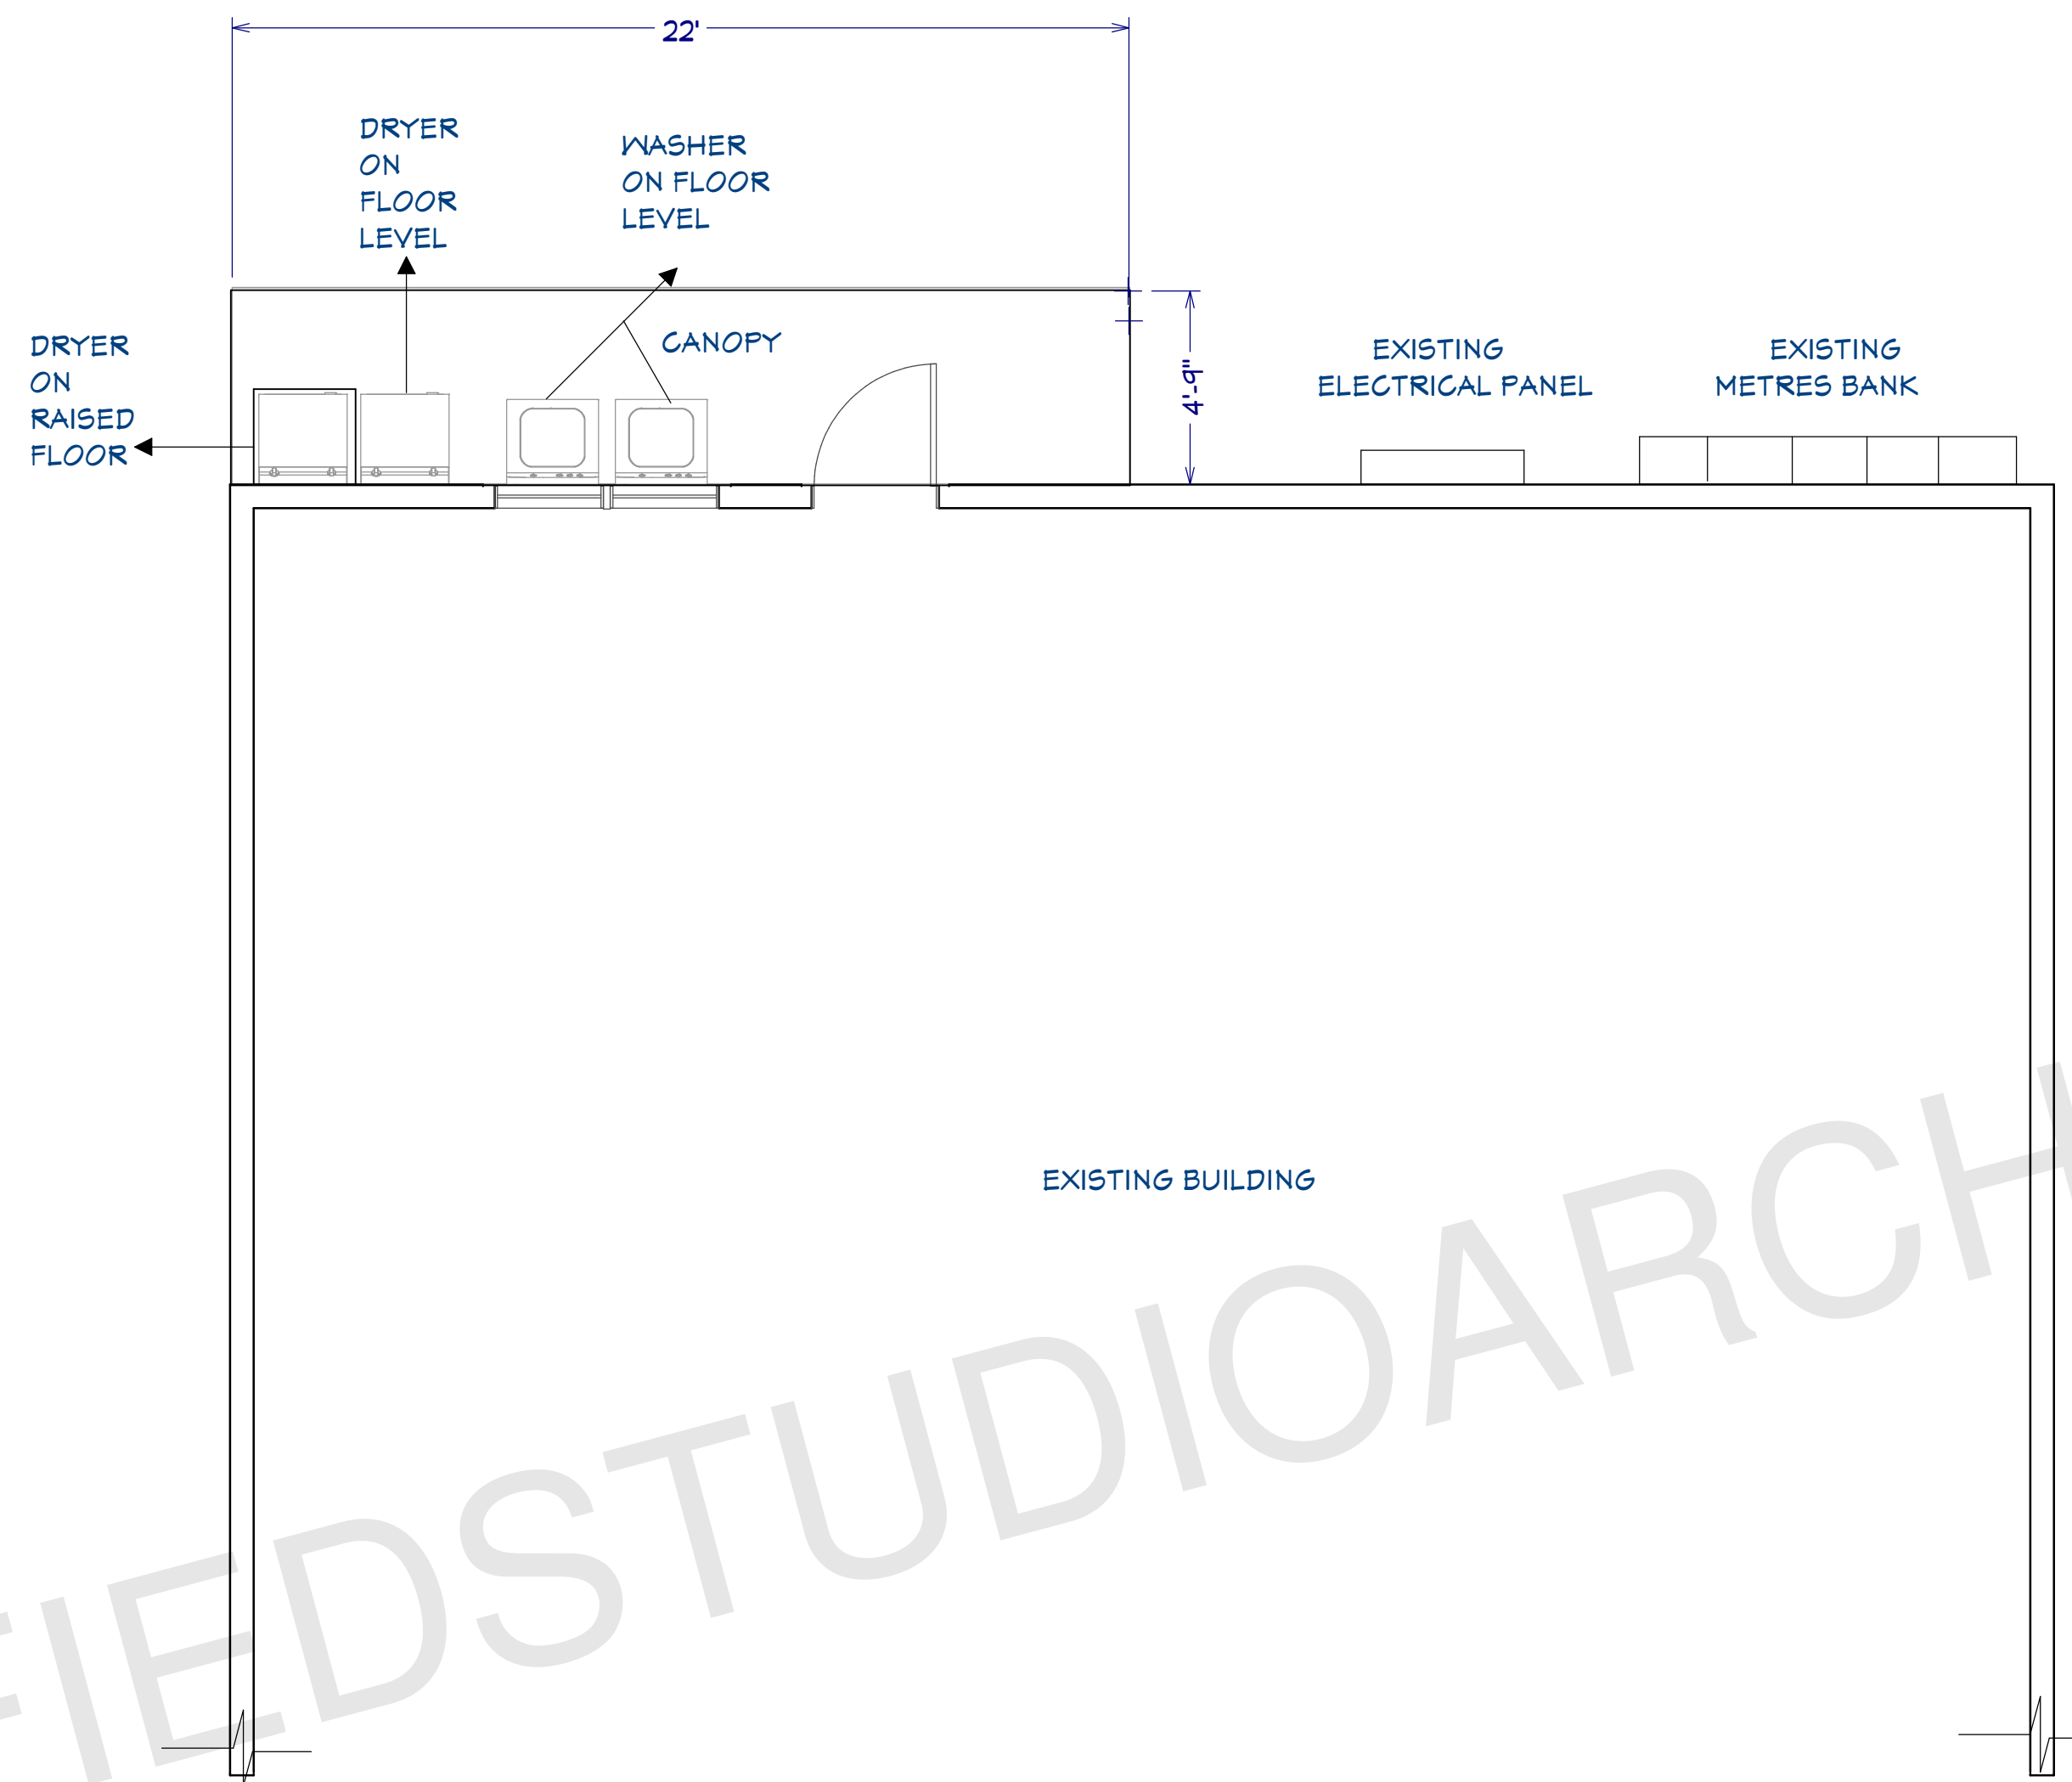 22'
DRYER
ON
FLOOR
LEVEL
WASHER
ON FLOOR
LEVEL
DRYER
ON
RAISED
FLOOR
CANOPY
4'-9"
EXISTING
ELECTRICAL PANEL
EXISTING
METRES BANK
EXISTING BUILDING
FIEDSTUDIOARCH